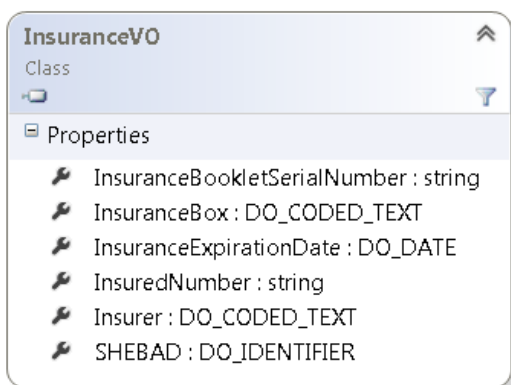 InsuranceVO
Class
Properties
InsuranceBookletSerialNumber : string
InsuranceBox : DO_CODED_TEXT
InsuranceExpirationDate : DO_DATE
InsuredNumber : string
Insurer : DO_CODED_TEXT
SHEBAD : DO_IDENTIFIER